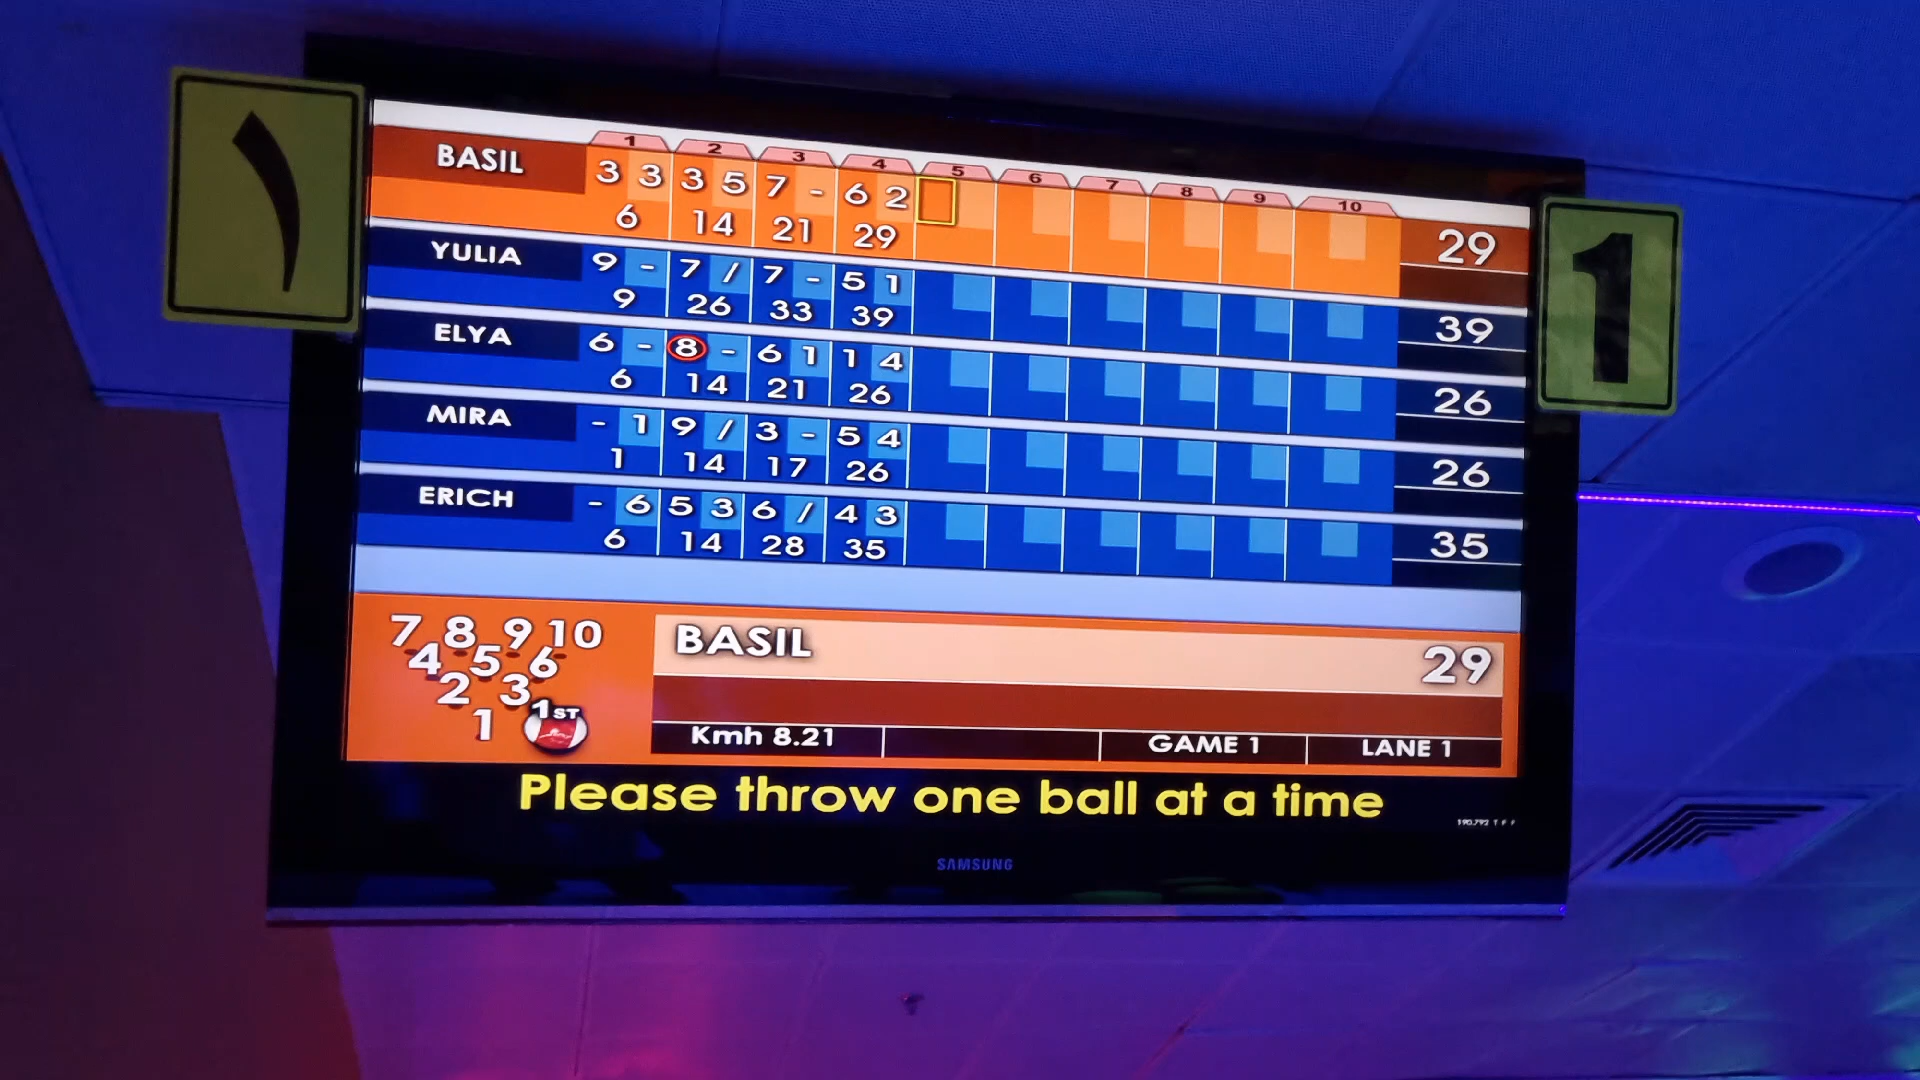 ١
1
1 2 3 4 5 6 7 8 9 10
BASIL 3 3 3 5 7 - 6 2
6 14 21 29 29
YULIA 9 - 7 / 7 - 5 1
9 26 33 39 39
ELYA 6 - 8 - 6 1 1 4
6 14 21 26 26
MIRA - 1 9 / 3 - 5 4
1 14 17 26 26
ERICH - 6 5 3 6 / 4 3
6 14 28 35 35
7 8 9 10
4 5 6
2 3
1 1ST
BASIL 29
Kmh 8.21 GAME 1 LANE 1
Please throw one ball at a time
SAMSUNG